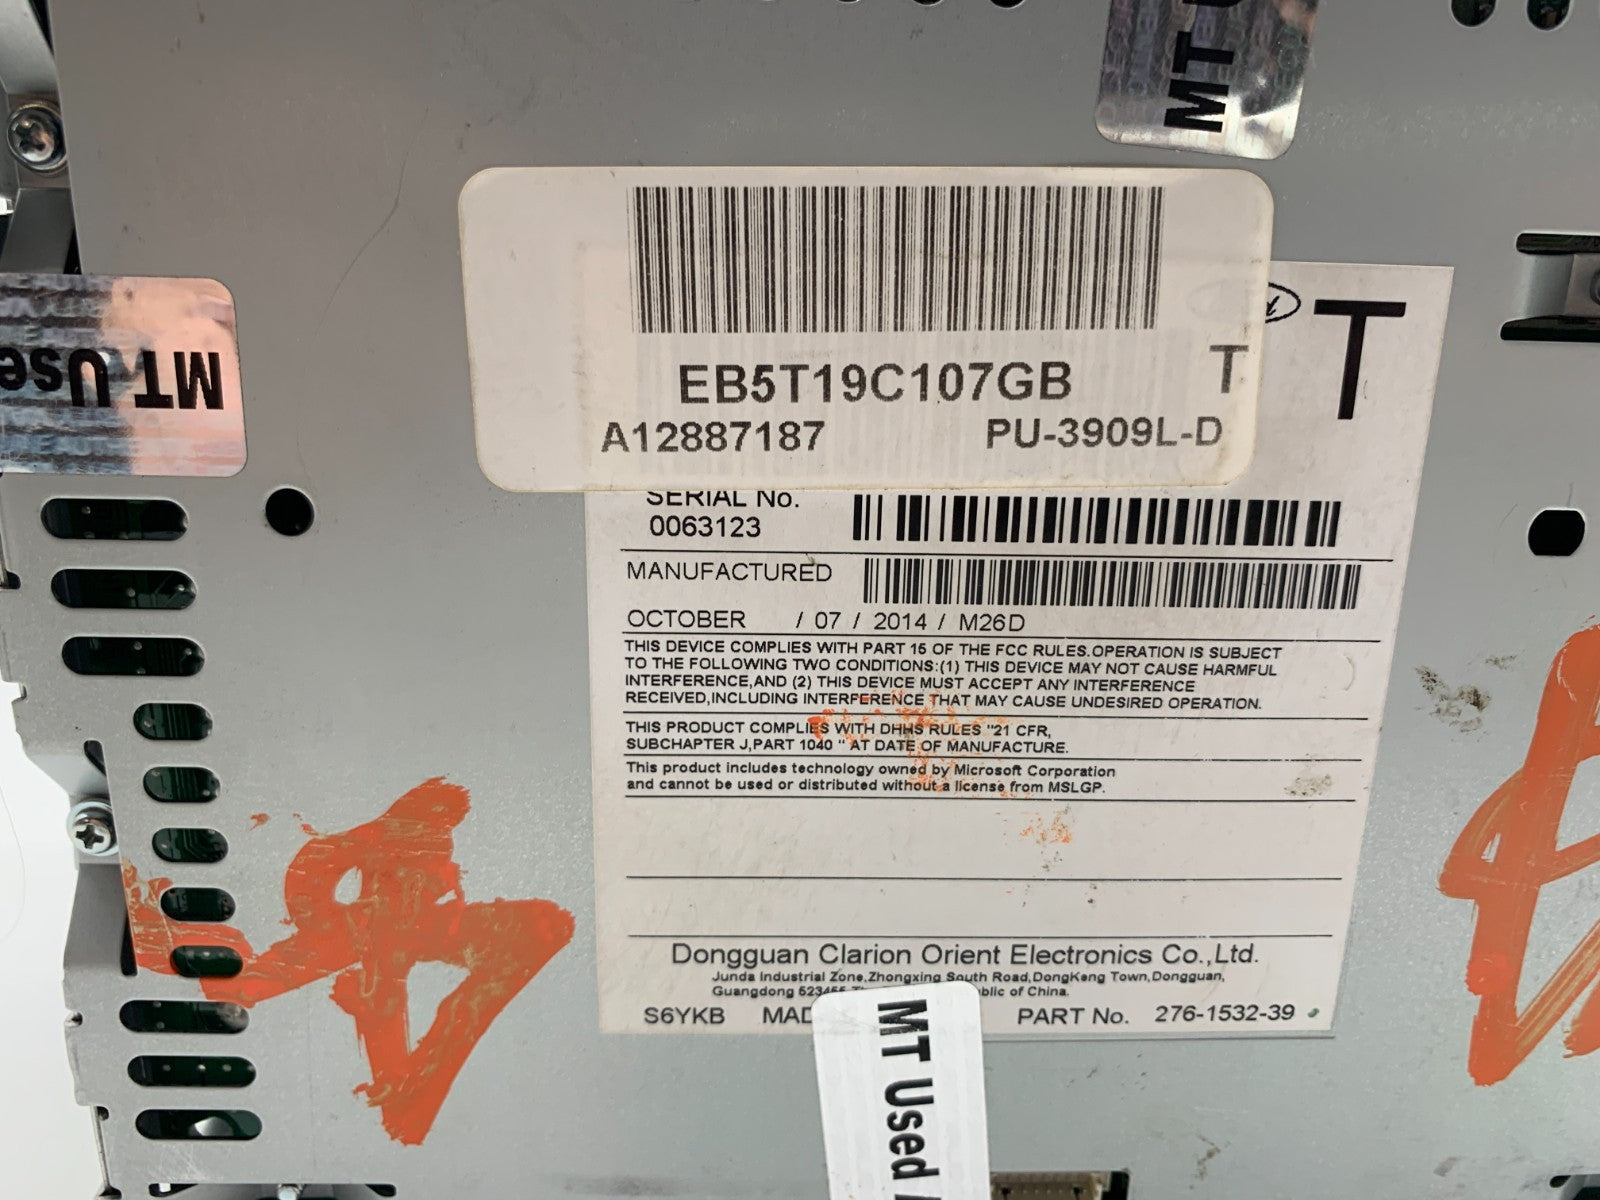 MT U
MT Use
EB5T19C107GB
T
T
A12887187
PU-3909L-D
SERIAL No.
0063123
MANUFACTURED
OCTOBER / 07 / 2014 / M26D
THIS DEVICE COMPLIES WITH PART 15 OF THE FCC RULES.OPERATION IS SUBJECT
TO THE FOLLOWING TWO CONDITIONS:(1) THIS DEVICE MAY NOT CAUSE HARMFUL
INTERFERENCE,AND (2) THIS DEVICE MUST ACCEPT ANY INTERFERENCE
RECEIVED,INCLUDING INTERFERENCE THAT MAY CAUSE UNDESIRED OPERATION.
THIS PRODUCT COMPLIES WITH DHHS RULES "21 CFR,
SUBCHAPTER J,PART 1040 " AT DATE OF MANUFACTURE.
This product includes technology owned by Microsoft Corporation
and cannot be used or distributed without a license from MSLGP.
Dongguan Clarion Orient Electronics Co.,Ltd.
Junda Industrial Zone,Zhongxing South Road,DongKeng Town,Dongguan,
Guangdong blic of China.
S6YKB MAD PART No. 276-1532-39
MT Used